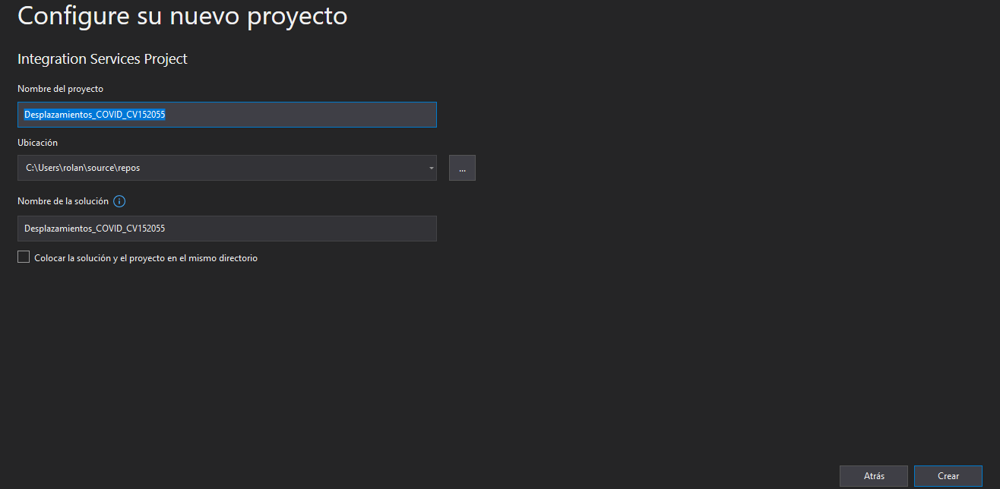 Configure su nuevo proyecto
Integration Services Project
Nombre del proyecto
Desplazamientos_COVID_CV152055
Ubicación
C:\Users\rolan\source\repos
...
Nombre de la solución
Desplazamientos_COVID_CV152055
Colocar la solución y el proyecto en el mismo directorio
Atrás
Crear